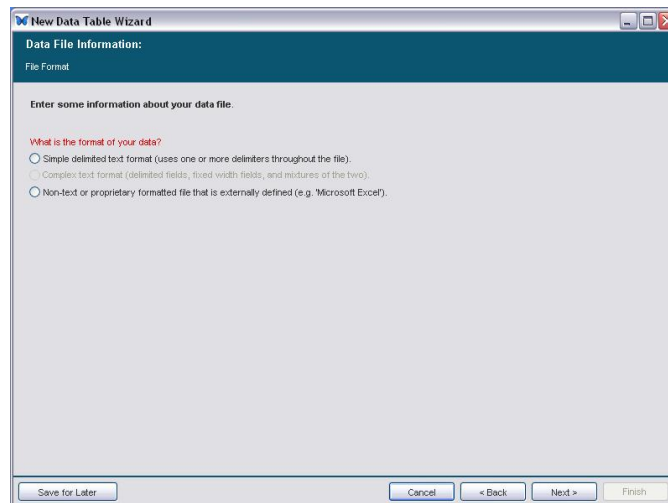 New Data Table Wizard
Data File Information:
File Format
Enter some information about your data file.
What is the format of your data?
Simple delimited text format (uses one or more delimiters throughout the file).
Complex text format (delimited fields, fixed width fields, and mixtures of the two).
Non-text or proprietary formatted file that is externally defined (e.g. 'Microsoft Excel').
Save for Later
Cancel
< Back
Next >
Finish